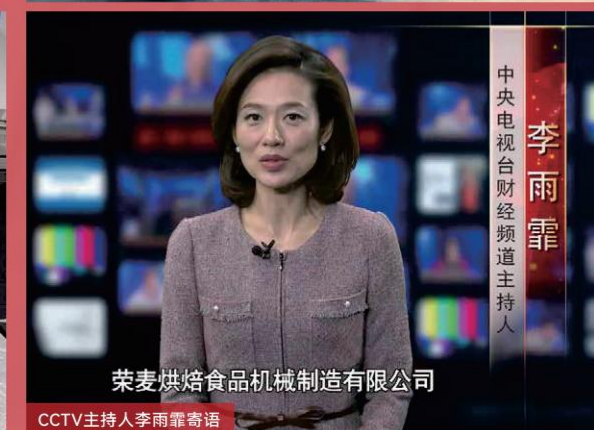 中央电视台财经频道主持人
李雨霏
荣麦烘焙食品机械制造有限公司
CCTV主持人李雨霏寄语